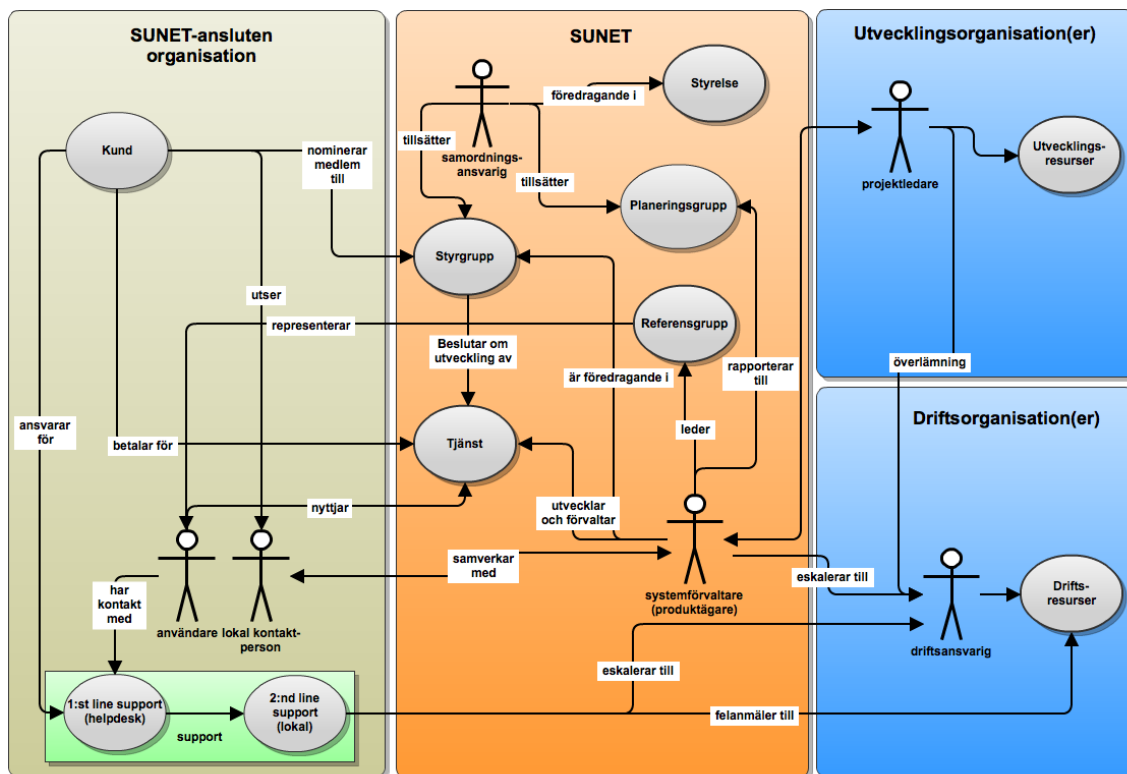 SUNET-ansluten
organisation
SUNET
Utvecklingsorganisation(er)
Styrelse
föredragande i
Kund
nominerar
medlem
till
tillsätter
samordnings-
ansvarig
tillsätter
projektledare
Utvecklings-
resurser
Planeringsgrupp
Styrgrupp
utser
representerar
Referensgrupp
Beslutar om
utveckling av
är föredragande i
rapporterar
till
överlämning
Driftsorganisation(er)
ansvarar
för
betalar för
Tjänst
leder
nyttjar
utvecklar
och förvaltar
samverkar
med
eskalerar till
har
kontakt
med
användare
lokal kontakt-
person
systemförvaltare
(produktägare)
Drifts-
resurser
driftsansvarig
eskalerar till
1:st line support
(helpdesk)
2:nd line
support
(lokal)
support
felanmäler till